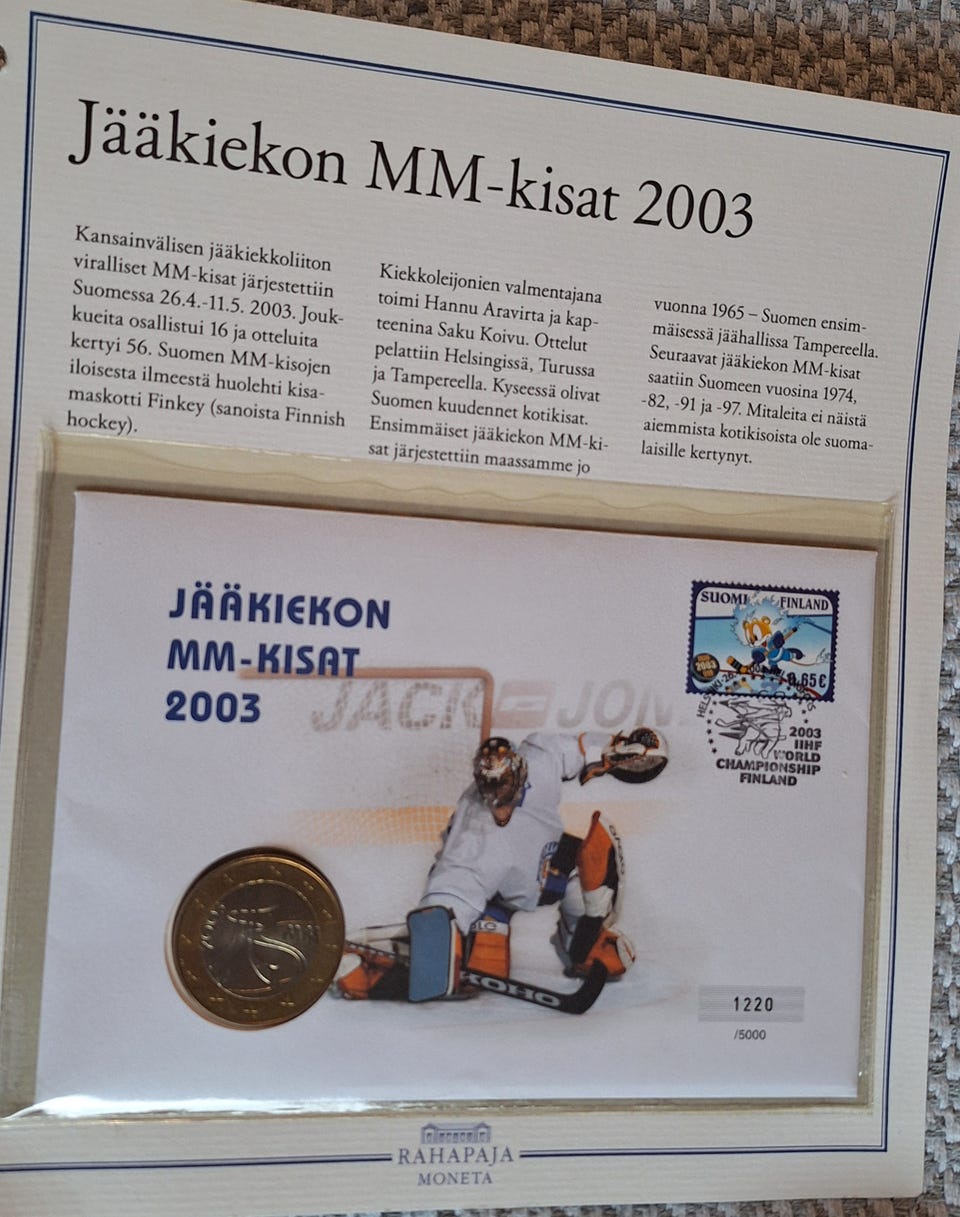 Jääkiekon MM-kisat 2003
Kansainvälisen jääkiekkoliiton
viralliset MM-kisat järjestettiin
Suomessa 26.4.-11.5. 2003. Jouk-
kueita osallistui 16 ja otteluita
kertyi 56. Suomen MM-kisojen
iloisesta ilmeestä huolehti kisa-
maskotti Finkey (sanoista Finnish
hockey).
Kiekkoleijonien valmentajana
toimi Hannu Aravirta ja kap-
teenina Saku Koivu. Ottelut
pelattiin Helsingissä, Turussa
ja Tampereella. Kyseessä olivat
Suomen kuudennet kotikisat.
Ensimmäiset jääkiekon MM-ki-
sat järjestettiin maassamme jo
vuonna 1965 – Suomen ensim-
mäisessä jäähallissa Tampereella.
Seuraavat jääkiekon MM-kisat
saatiin Suomeen vuosina 1974,
-82, -91 ja -97. Mitaleita ei näistä
aiemmista kotikisoista ole suoma-
laisille kertynyt.
JÄÄKIEKON
MM-KISAT
2003
SUOMI FINLAND
2003
0,65€
2003
IIHF
WORLD
CHAMPIONSHIP
FINLAND
JACK JON
KOHO
1220
/5000
RAHAPAJA
MONETA